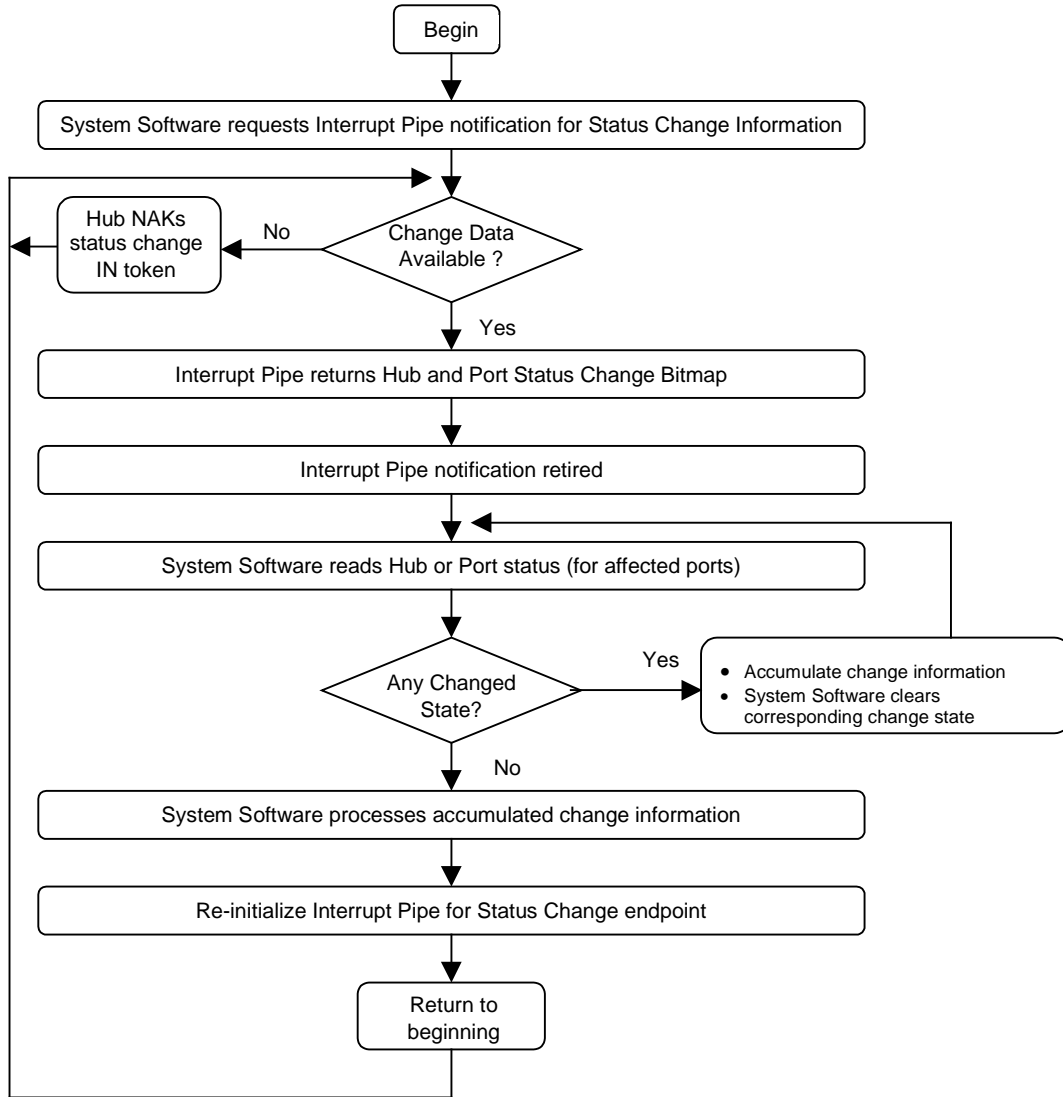 Begin
System Software requests Interrupt Pipe notification for Status Change Information
Hub NAKs
status change
IN token
No
Change Data
Available ?
Yes
Interrupt Pipe returns Hub and Port Status Change Bitmap
Interrupt Pipe notification retired
System Software reads Hub or Port status (for affected ports)
Any Changed
State?
Yes
• Accumulate change information
• System Software clears
corresponding change state
No
System Software processes accumulated change information
Re-initialize Interrupt Pipe for Status Change endpoint
Return to
beginning